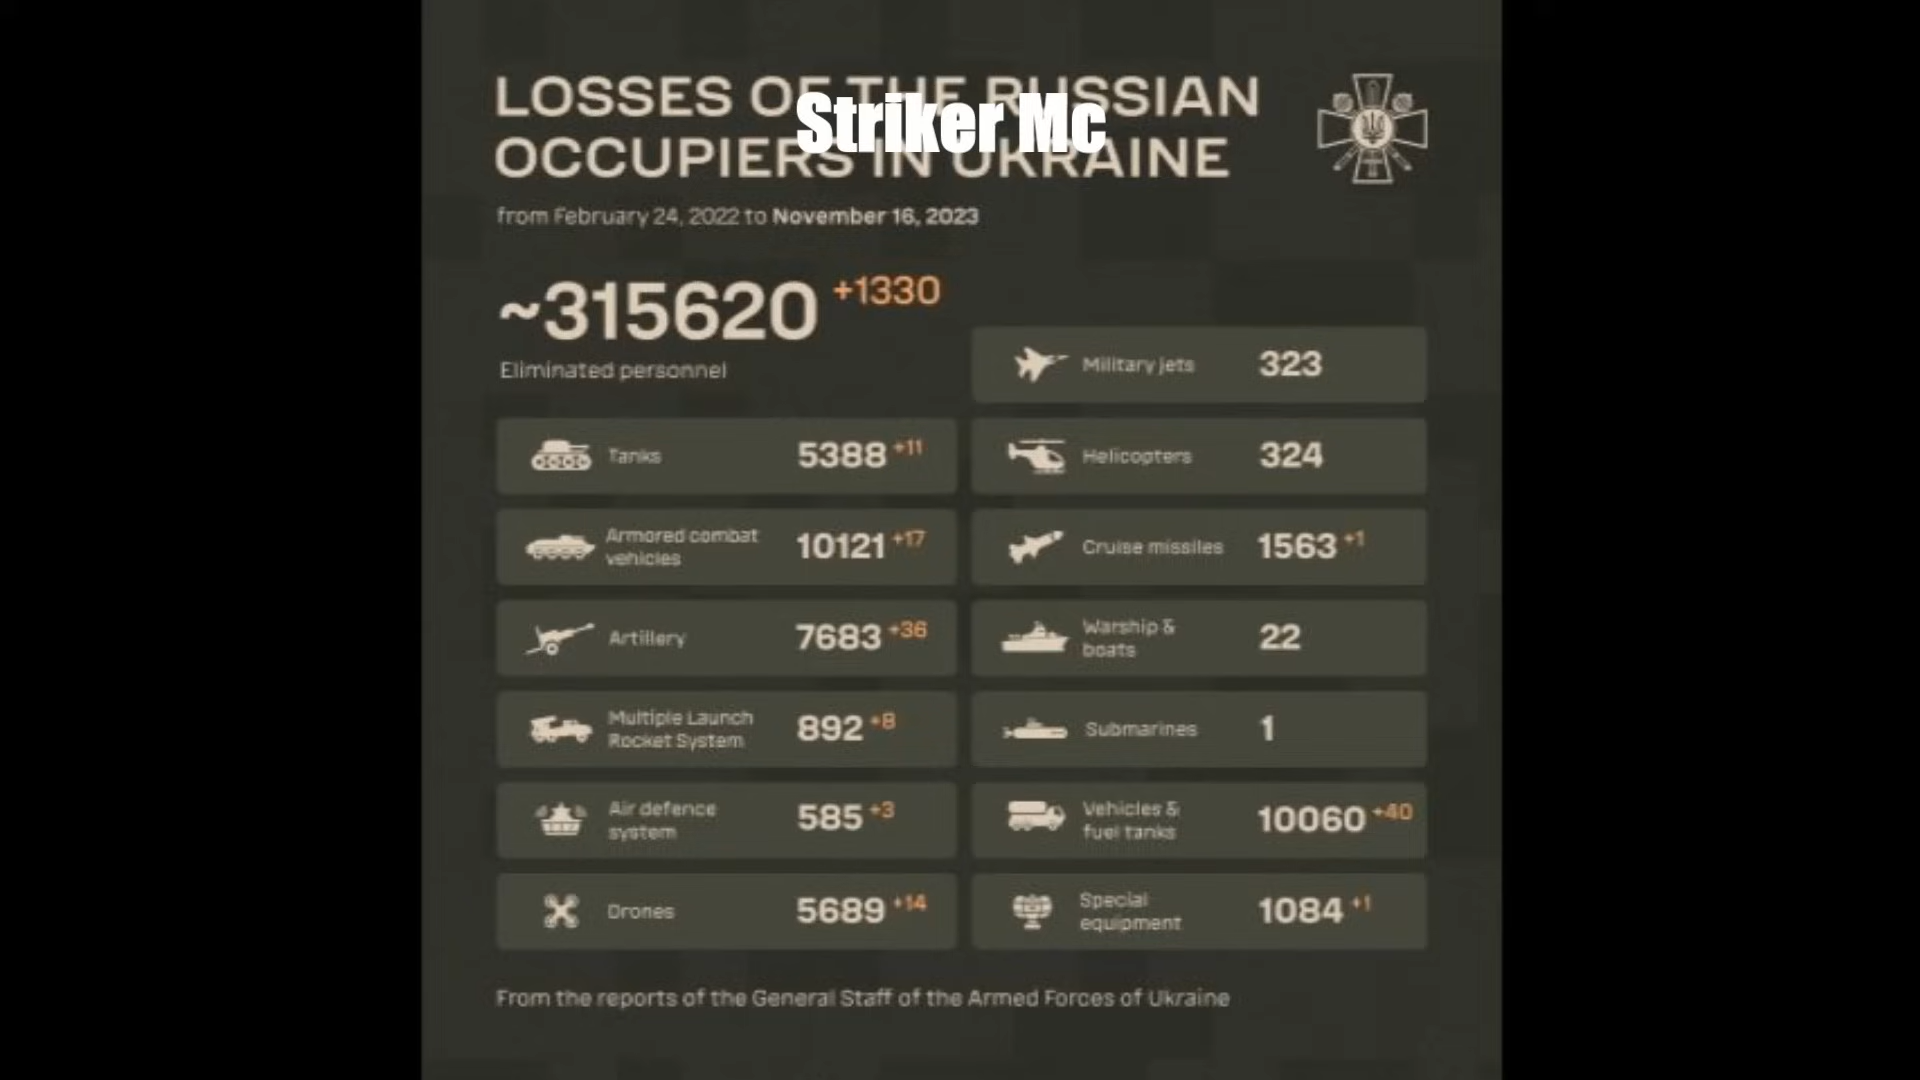 LOSSES OF THE RUSSIAN
OCCUPIERS IN UKRAINE
Striker Mc
from February 24, 2022 to November 16, 2023
~315620 +1330
Eliminated personnel
Military jets 323
Tanks 5388 +11
Helicopters 324
Armored combat
vehicles 10121 +17
Cruise missiles 1563 +1
Artillery 7683 +36
Warship &
boats 22
Multiple Launch
Rocket System 892 +8
Submarines 1
Air defence
system 585 +3
Vehicles &
fuel tanks 10060 +40
Drones 5689 +14
Special
equipment 1084 +1
From the reports of the General Staff of the Armed Forces of Ukraine